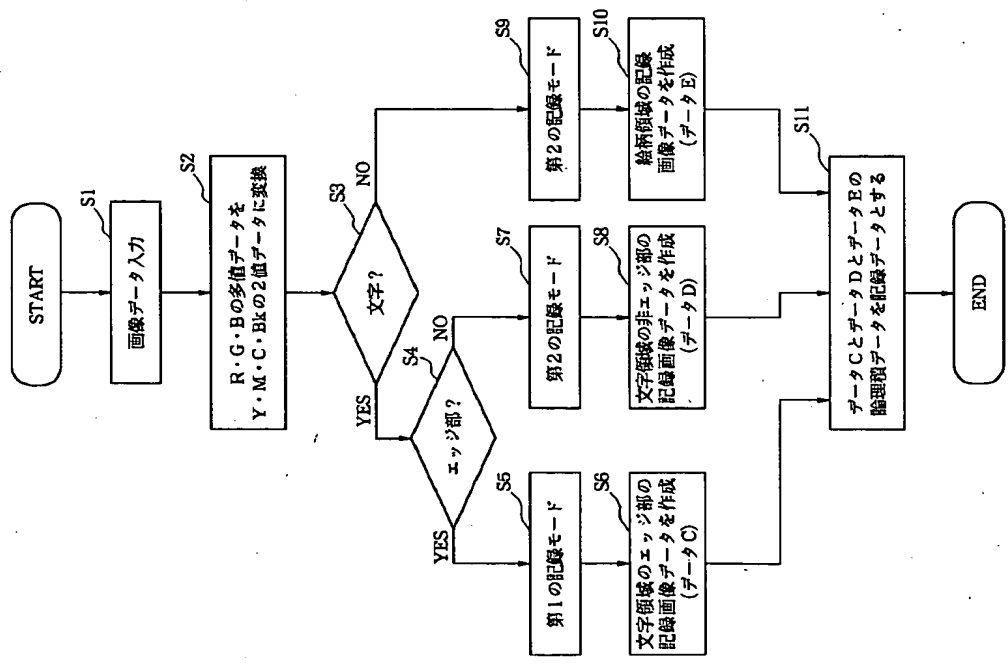 START
S1
画像データ入力
S2
R・G・Bの多値データを
Y・M・C・Bkの2値データに変換
S3
文字?
YES
NO
S4
エッジ部?
YES
NO
S5
第1の記録モード
S6
文字領域のエッジ部の
記録画像データを作成
(データC)
S7
第2の記録モード
S8
文字領域の非エッジ部の
記録画像データを作成
(データD)
S9
第2の記録モード
S10
絵柄領域の記録
画像データを作成
(データE)
S11
データCとデータDとデータEの
論理積データを記録データとする
END